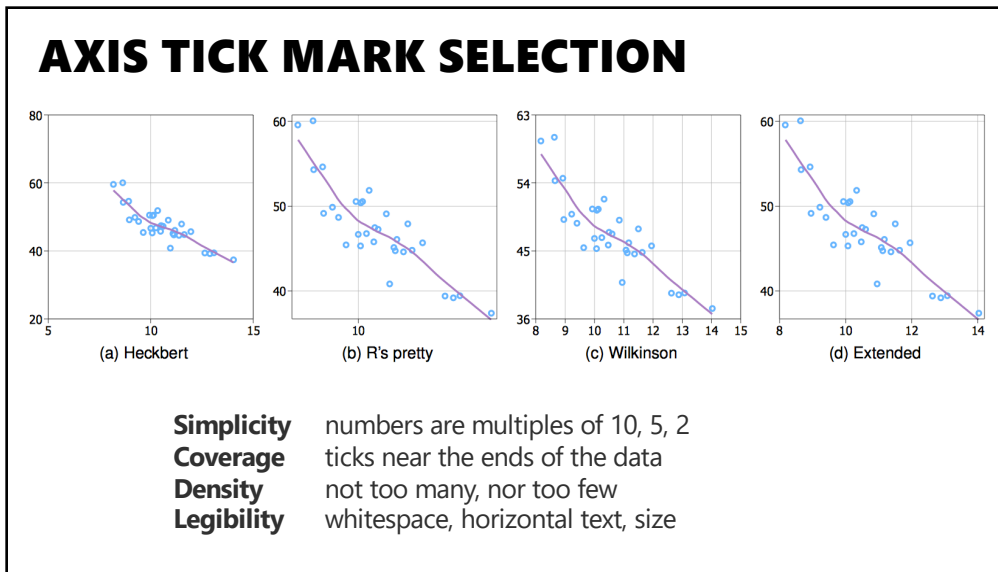 AXIS TICK MARK SELECTION
80
60
40
20
5 10 15
(a) Heckbert
60
50
40
10
(b) R's pretty
63
54
45
36
8 9 10 11 12 13 14 15
(c) Wilkinson
60
50
40
8 10 12 14
(d) Extended
Simplicity numbers are multiples of 10, 5, 2
Coverage ticks near the ends of the data
Density not too many, nor too few
Legibility whitespace, horizontal text, size